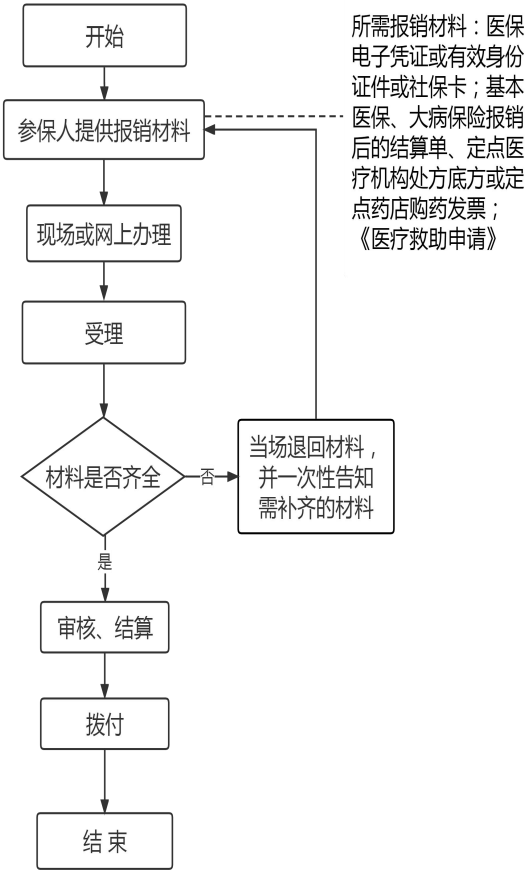 开始
参保人提供报销材料
所需报销材料：医保
电子凭证或有效身份
证件或社保卡；基本
医保、大病保险报销
后的结算单、定点医
疗机构处方底方或定
点药店购药发票；
《医疗救助申请》
现场或网上办理
受理
材料是否齐全
否
当场退回材料，
并一次性告知
需补齐的材料
是
审核、结算
拨付
结 束